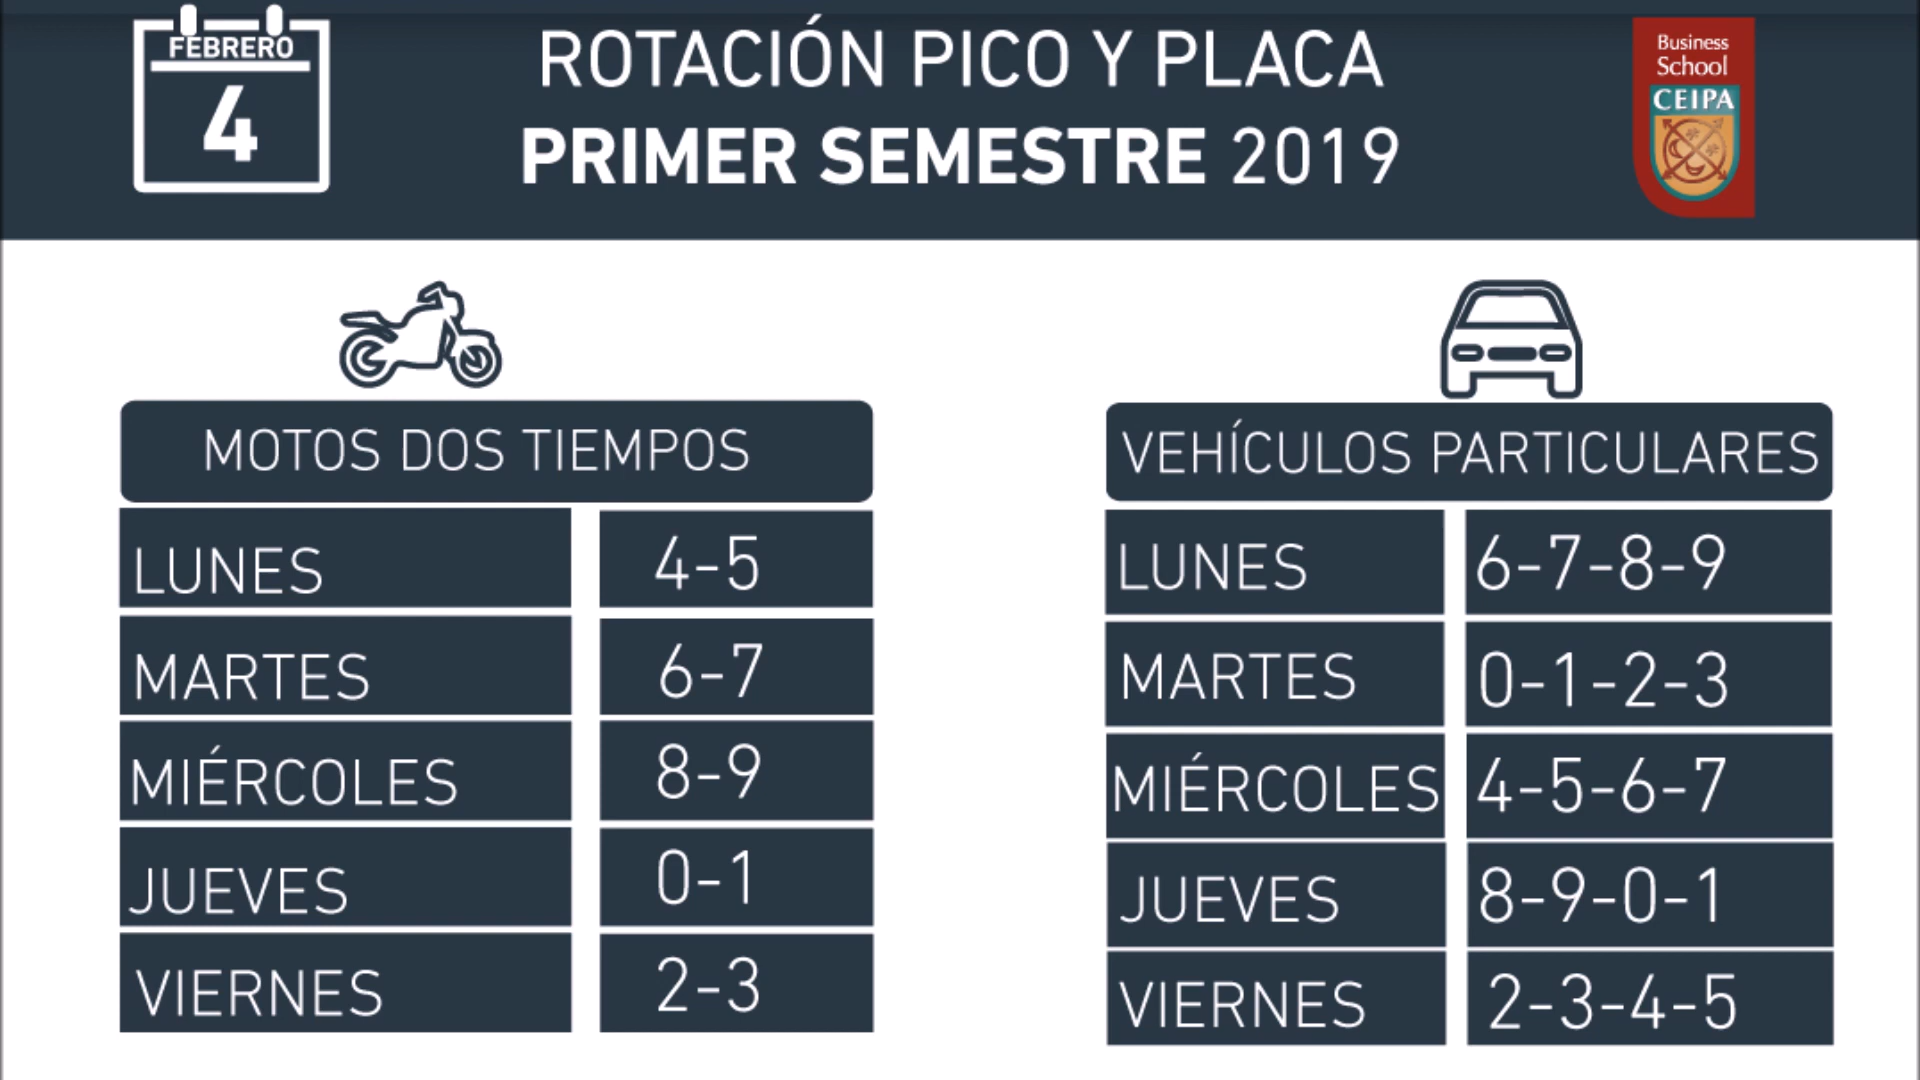 FEBRERO
4
ROTACIÓN PICO Y PLACA
PRIMER SEMESTRE 2019
Business
School
CEIPA
MOTOS DOS TIEMPOS
LUNES 4-5
MARTES 6-7
MIÉRCOLES 8-9
JUEVES 0-1
VIERNES 2-3
VEHÍCULOS PARTICULARES
LUNES 6-7-8-9
MARTES 0-1-2-3
MIÉRCOLES 4-5-6-7
JUEVES 8-9-0-1
VIERNES 2-3-4-5